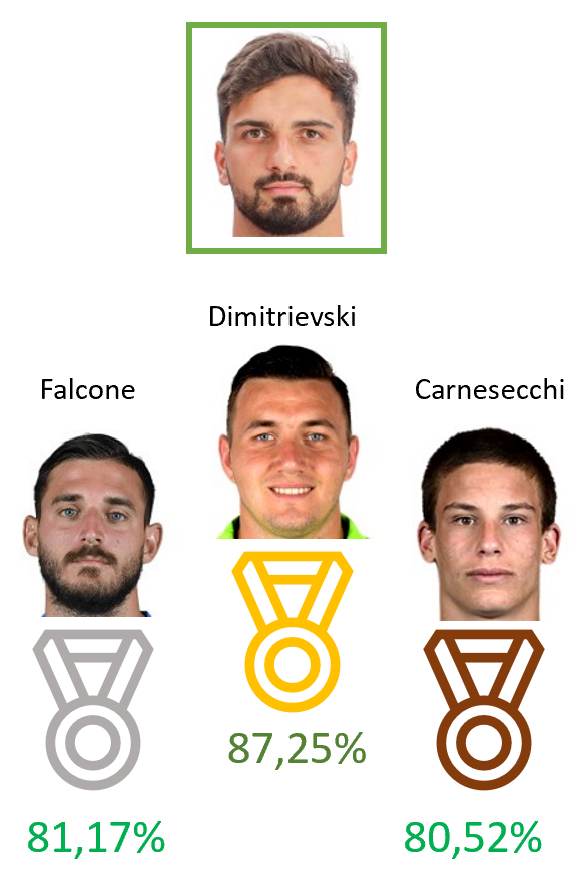 Dimitrievski
Falcone
Carnesecchi
87,25%
81,17%
80,52%